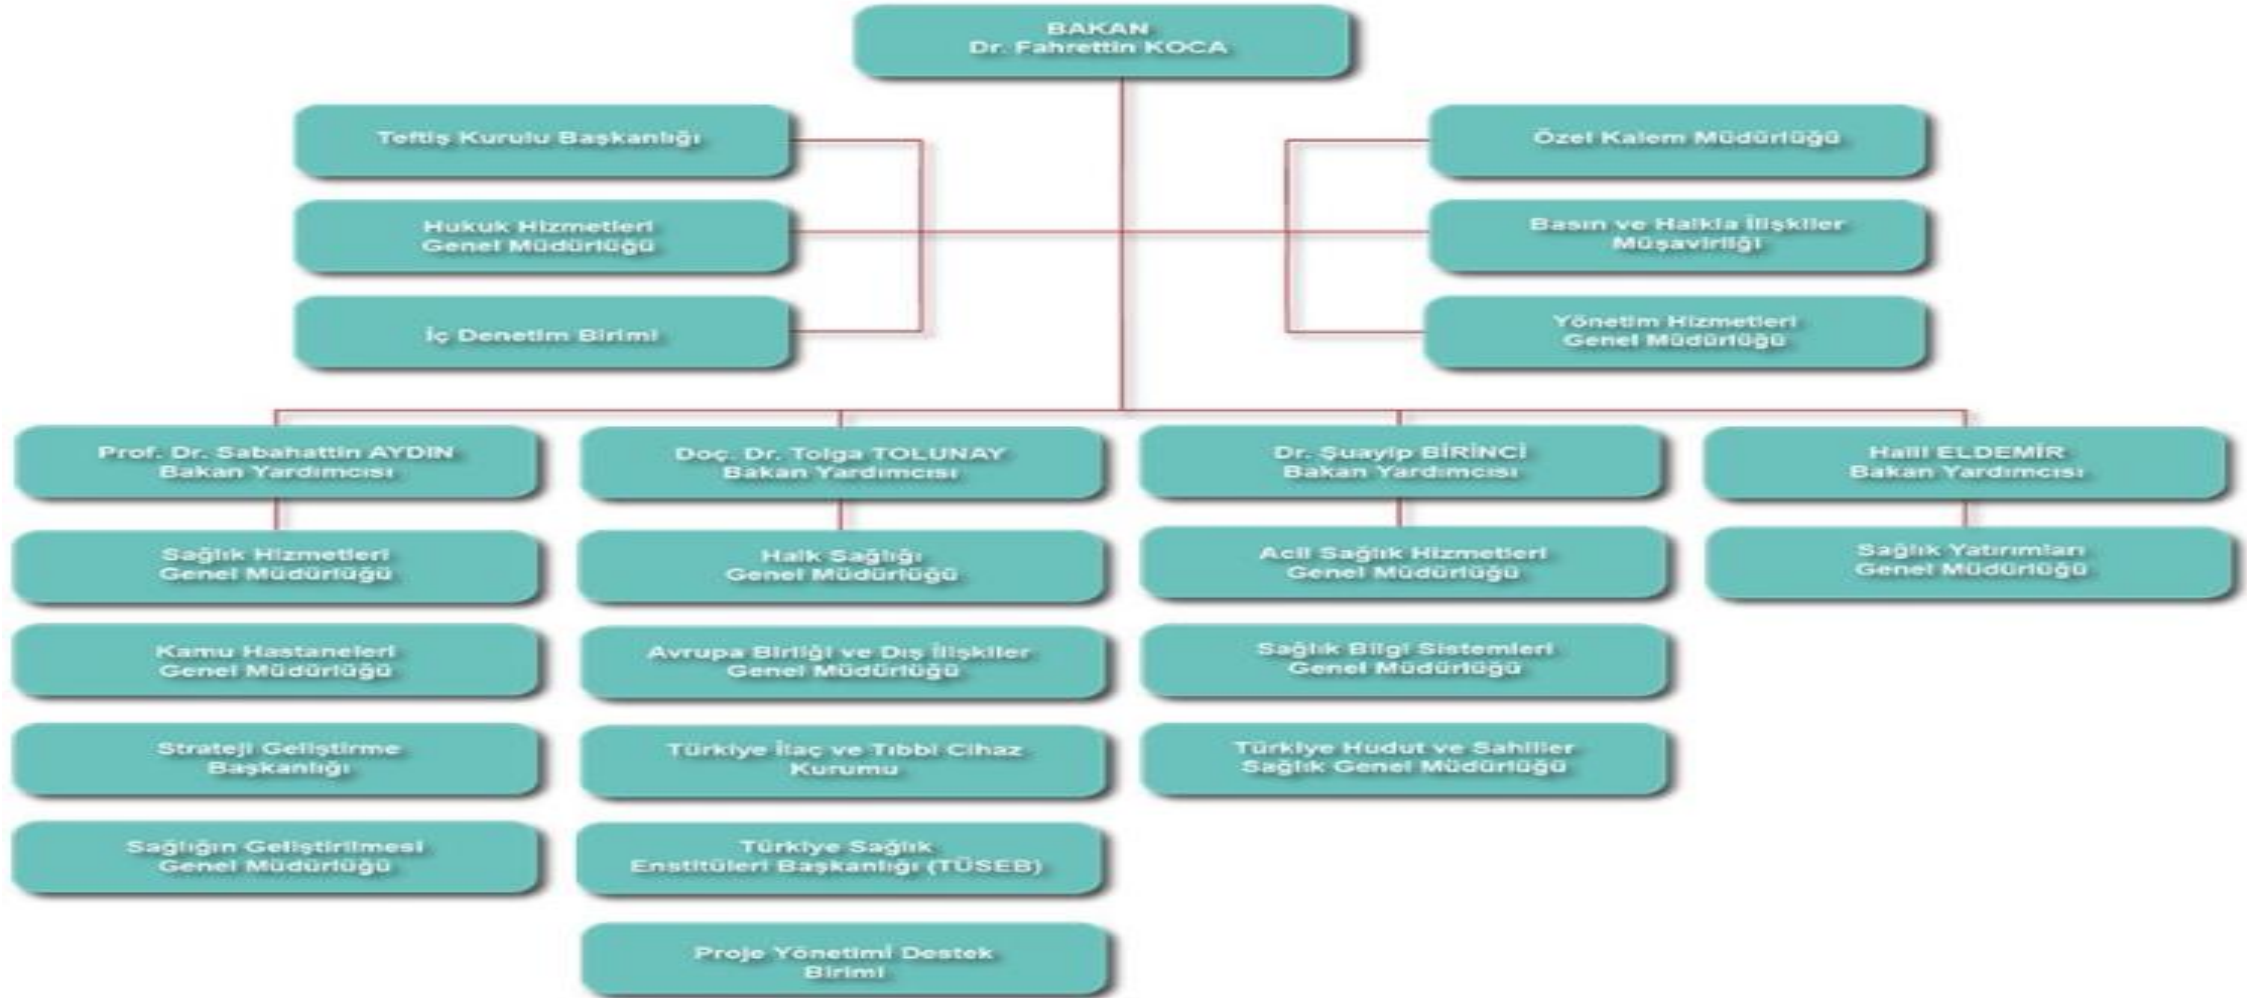 BAKAN
Dr. Fahrettin KOCA
Teftiş Kurulu Başkanlığı
Özel Kalem Müdürlüğü
Hukuk Hizmetleri
Genel Müdürlüğü
Basın ve Halkla İlişkiler
Müşavirliği
İç Denetim Birimi
Yönetim Hizmetleri
Genel Müdürlüğü
Prof. Dr. Sabahattin AYDIN
Bakan Yardımcısı
Doç. Dr. Tolga TOLUNAY
Bakan Yardımcısı
Dr. Şuayip BİRİNCİ
Bakan Yardımcısı
Halil ELDEMİR
Bakan Yardımcısı
Sağlık Hizmetleri
Genel Müdürlüğü
Halk Sağlığı
Genel Müdürlüğü
Acil Sağlık Hizmetleri
Genel Müdürlüğü
Sağlık Yatırımları
Genel Müdürlüğü
Kamu Hastaneleri
Genel Müdürlüğü
Avrupa Birliği ve Dış İlişkiler
Genel Müdürlüğü
Sağlık Bilgi Sistemleri
Genel Müdürlüğü
Strateji Geliştirme
Başkanlığı
Türkiye İlaç ve Tıbbi Cihaz
Kurumu
Türkiye Hudut ve Sahiller
Sağlık Genel Müdürlüğü
Sağlığın Geliştirilmesi
Genel Müdürlüğü
Türkiye Sağlık
Enstitüleri Başkanlığı (TÜSEB)
Proje Yönetimi Destek
Birimi